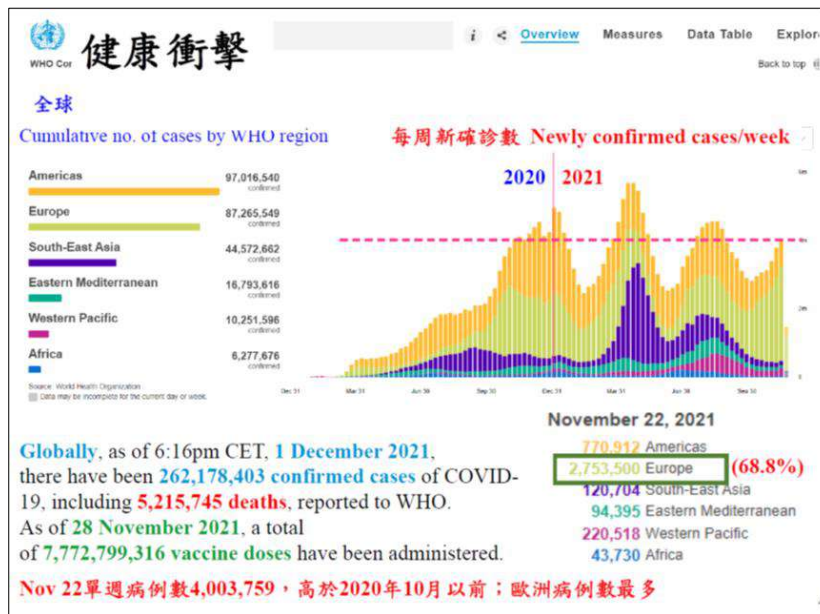 WHO Cor
健康衝擊
Overview
Measures
Data Table
Explore
Back to top
全球
Cumulative no. of cases by WHO region
每周新確診數 Newly confirmed cases/week
Americas 97,016,540
confirmed
Europe 87,265,549
confirmed
South-East Asia 44,572,662
confirmed
Eastern Mediterranean 16,793,616
confirmed
Western Pacific 10,251,596
confirmed
Africa 6,277,676
confirmed
Source: World Health Organization
Data may be incomplete for the current day or week.
2020 2021
6m
4m
2m
0
Dec 31 Mar 31 Jun 30 Sep 30 Dec 31 Mar 31 Jun 30 Sep 30
November 22, 2021
770,912 Americas
2,753,500 Europe (68.8%)
120,704 South-East Asia
94,395 Eastern Mediterranean
220,518 Western Pacific
43,730 Africa
Globally, as of 6:16pm CET, 1 December 2021,
there have been 262,178,403 confirmed cases of COVID-
19, including 5,215,745 deaths, reported to WHO.
As of 28 November 2021, a total
of 7,772,799,316 vaccine doses have been administered.
Nov 22單週病例數4,003,759，高於2020年10月以前；歐洲病例數最多